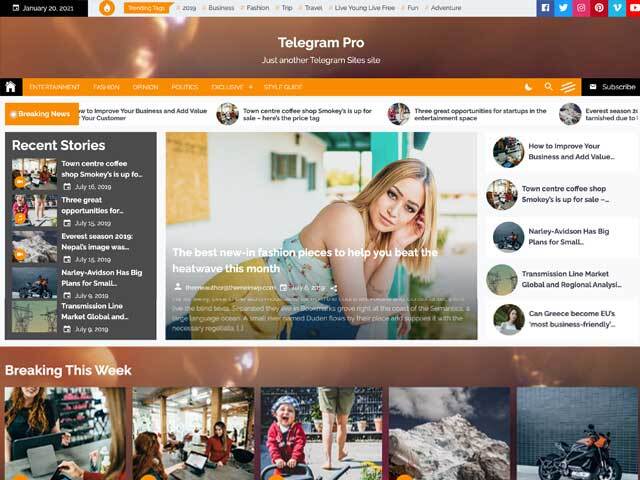 January 20, 2021
Trending Tags
# 2019 # Business # Fashion # Trip # Travel # Live Young Live Free # Fun # Adventure
Telegram Pro
Just another Telegram Sites site
ENTERTAINMENT FASHION OPINION POLITICS EXCLUSIVE STYLE GUIDE
Subscribe
Breaking News
to Improve Your Business and Add Value
Your Customer
Town centre coffee shop Smokey's is up for
sale – here's the price tag
Three great opportunities for startups in the
entertainment space
Everest season 20
tarnished due to
Recent Stories
Town centre coffee
shop Smokey's is up fo...
July 16, 2019
Three great
opportunities for...
July 15, 2019
Everest season 2019:
Nepal's image was...
July 15, 2019
Narley-Avidson Has Big
Plans for Small...
July 9, 2019
Transmission Line
Market Global and...
July 9, 2019
The best new-in fashion pieces to help you beat the
heatwave this month
July 8, 2019
live the blind texts. Separated they live in Bookmarks grove right at the coast of the Semantics, a
large language ocean. A small river named Duden flows by their place and supplies it with the
necessary regelialia. [...]
How to Improve Your
Business and Add Value...
Town centre coffee shop
Smokey's is up for sale –...
Narley-Avidson Has Big
Plans for Small...
Transmission Line Market
Global and Regional Analysi...
'Can Greece become EU's
'most business-friendly'...
Breaking This Week